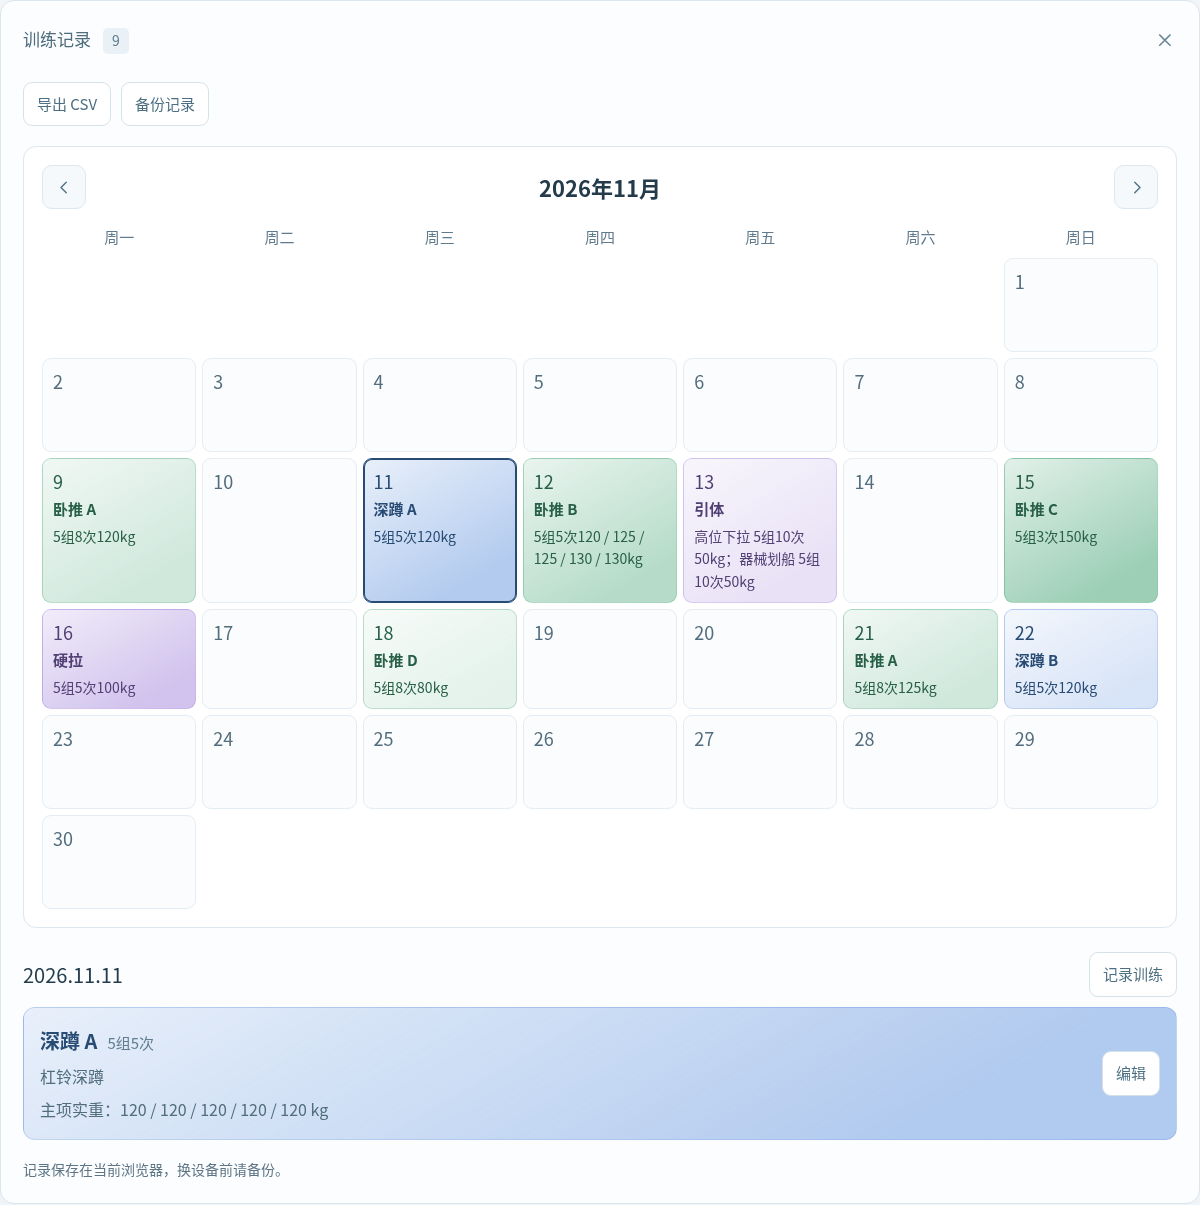 训练记录 9
导出 CSV 备份记录
2026年11月
周一 周二 周三 周四 周五 周六 周日
1
2 3 4 5 6 7 8
9
卧推 A
5组8次120kg
10
11
深蹲 A
5组5次120kg
12
卧推 B
5组5次120 / 125 /
125 / 130 / 130kg
13
引体
高位下拉 5组10次
50kg；器械划船 5组
10次50kg
14
15
卧推 C
5组3次150kg
16
硬拉
5组5次100kg
17
18
卧推 D
5组8次80kg
19
20
21
卧推 A
5组8次125kg
22
深蹲 B
5组5次120kg
23 24 25 26 27 28 29
30
2026.11.11
记录训练
深蹲 A 5组5次
杠铃深蹲
主项实重：120 / 120 / 120 / 120 / 120 kg
编辑
记录保存在当前浏览器，换设备前请备份。